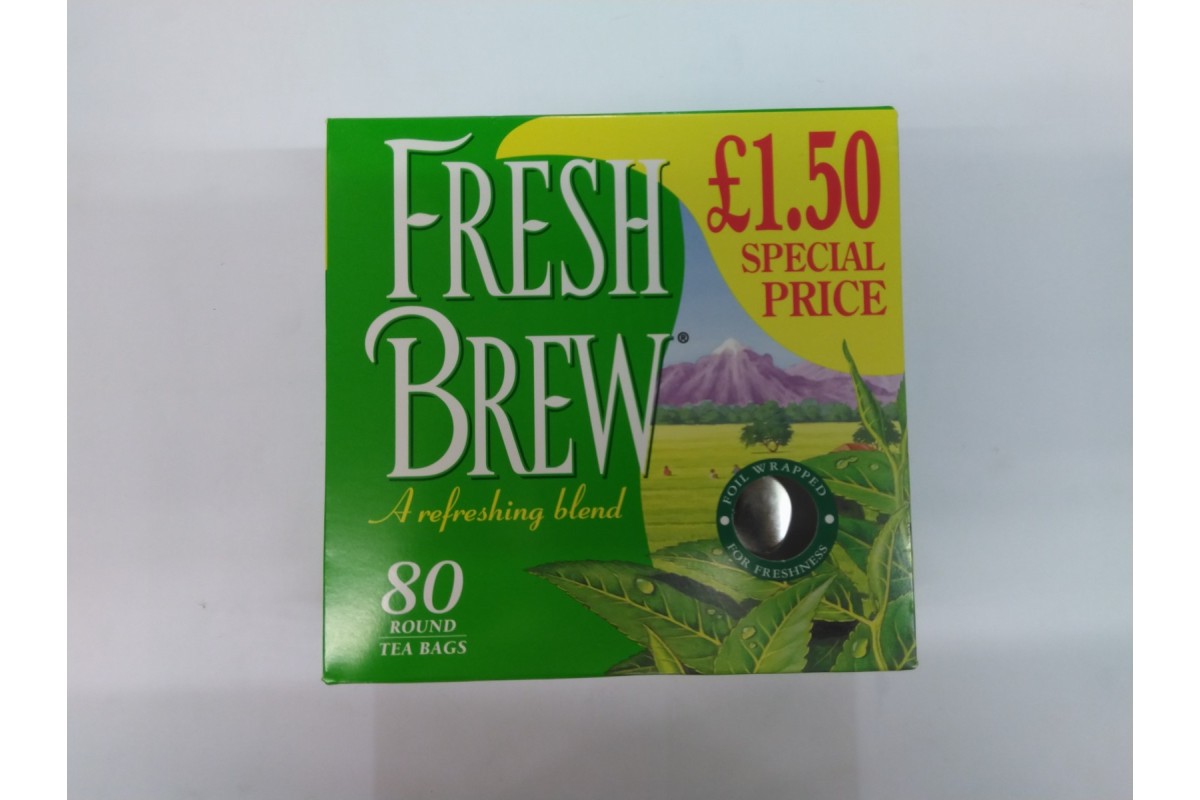 FRESH
BREW®
A refreshing blend
80
ROUND
TEA BAGS
£1.50
SPECIAL
PRICE
FOIL WRAPPED
FOR FRESHNESS